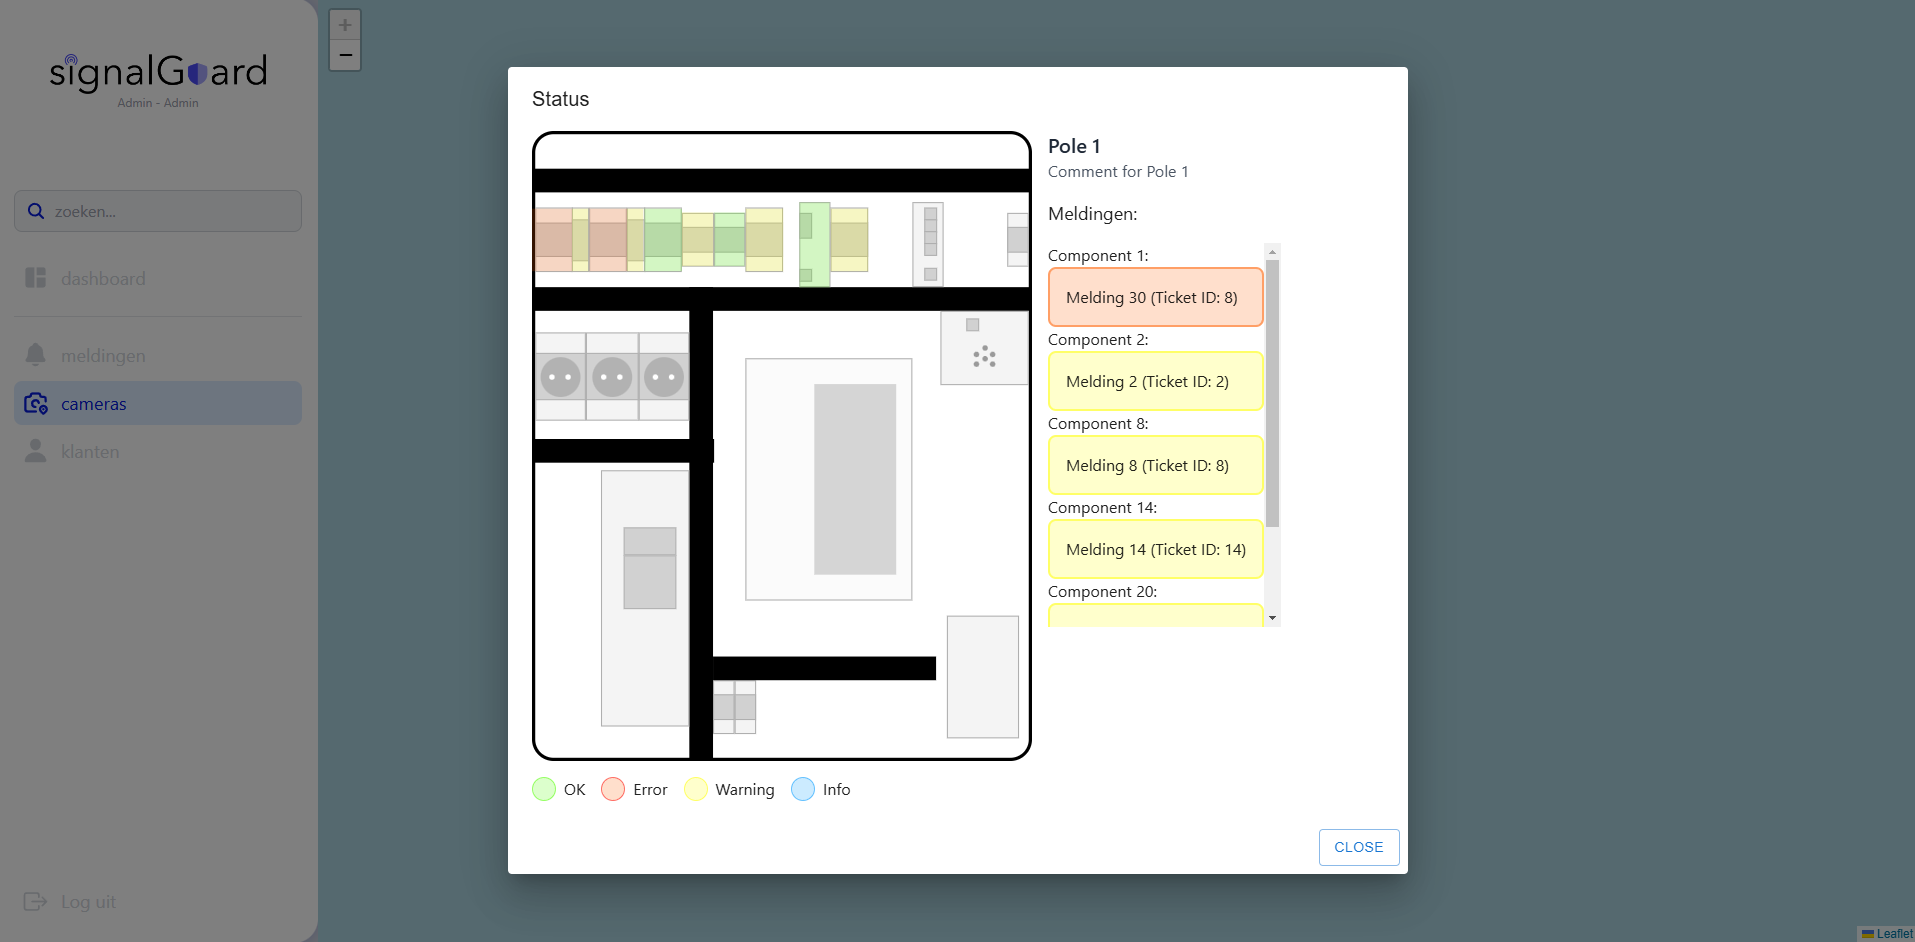 signalGuard
Admin - Admin
zoeken...
dashboard
meldingen
cameras
klanten
Log uit
+
−
Status
Pole 1
Comment for Pole 1
Meldingen:
Component 1:
Melding 30 (Ticket ID: 8)
Component 2:
Melding 2 (Ticket ID: 2)
Component 8:
Melding 8 (Ticket ID: 8)
Component 14:
Melding 14 (Ticket ID: 14)
Component 20:
OK
Error
Warning
Info
CLOSE
Leaflet